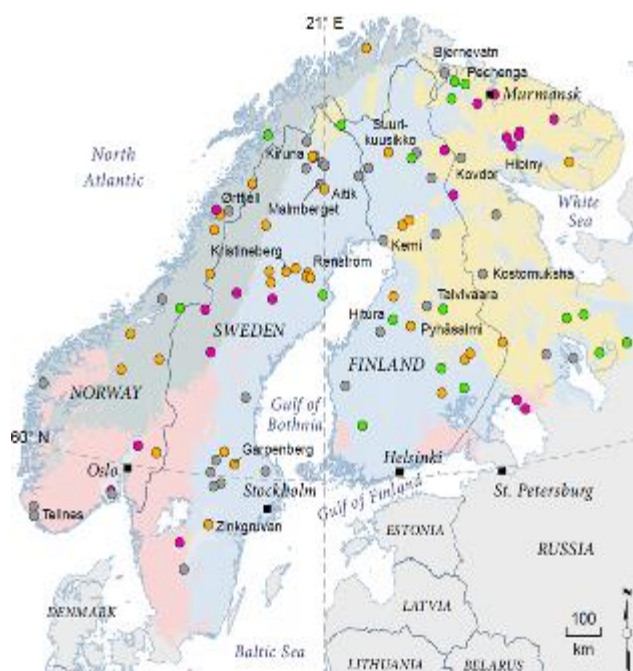 21° E
Bjørnevatn
Pechenga
Murmansk
Suuri-
kuusikko
North
Atlantic
Kiruna
Hibiny
Kovdor
Aitik
White
Sea
Ørtfjell
Malmberget
Kristineberg
Renström
Kemi
Kostomuksha
Talvivaara
Hitura
SWEDEN
Pyhäsalmi
FINLAND
NORWAY
Gulf of
Bothnia
60° N
Garpenberg
Oslo
Helsinki
Stockholm
Gulf of Finland
St. Petersburg
Tellnes
Zinkgruvan
ESTONIA
RUSSIA
DENMARK
LATVIA
100
km
Baltic Sea
LITHUANIA
BELARUS